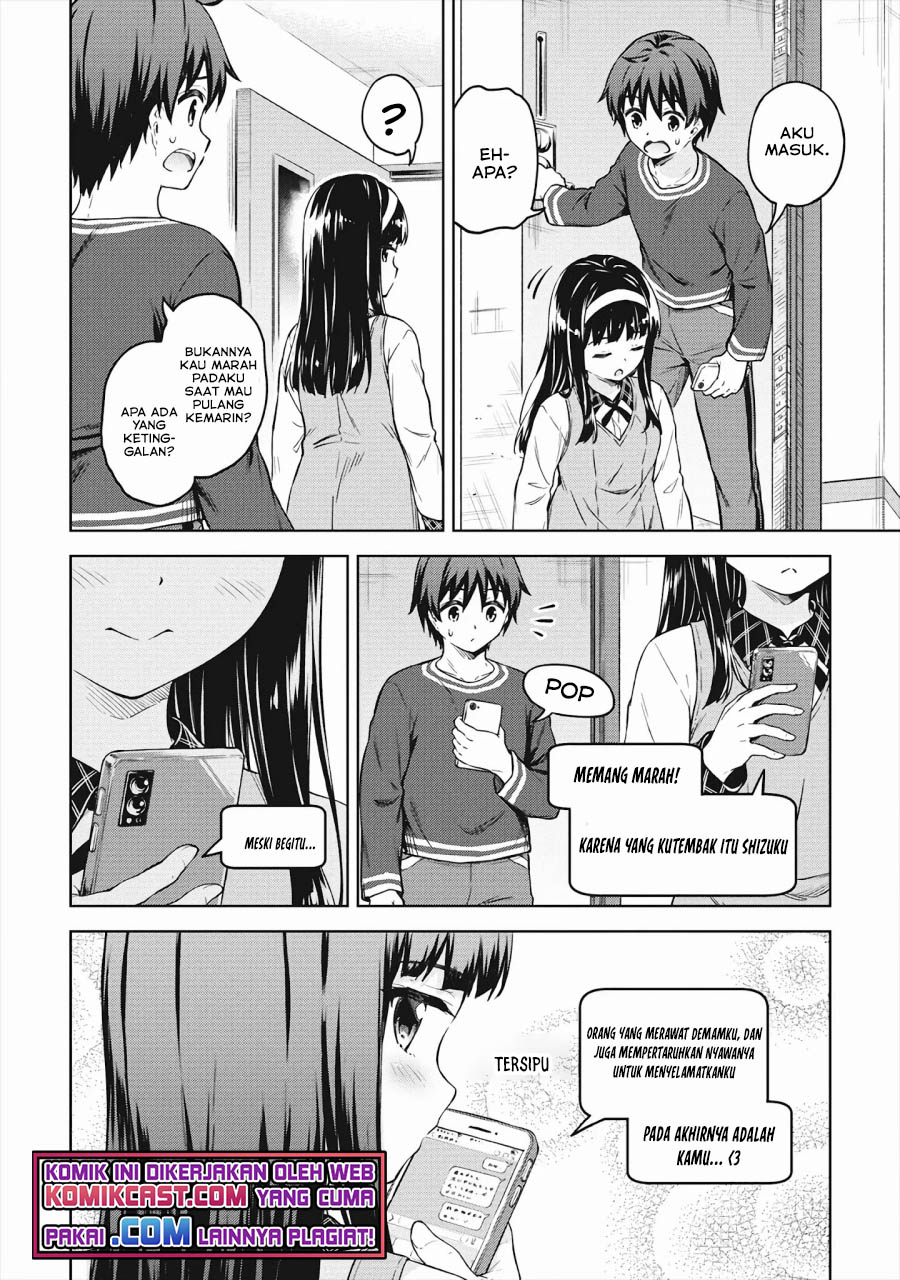 AKU
MASUK.
EH-
APA?
?
BUKANNYA
KAU MARAH
PADAKU
SAAT MAU
PULANG
KEMARIN?
APA ADA
YANG
KETING-
GALAN?
POP
MEMANG MARAH!
KARENA YANG KUTEMBAK ITU SHIZUKU
MESKI BEGITU...
ORANG YANG MERAWAT DEMAMKU, DAN
JUGA MEMPERTARUHKAN NYAWANYA
UNTUK MENYELAMATKANKU
TERSIPU
PADA AKHIRNYA ADALAH
KAMU... <3
KOMIK INI DIKERJAKAN OLEH WEB
KOMIKCAST.COM YANG CUMA
PAKAI .COM LAINNYA PLAGIAT!